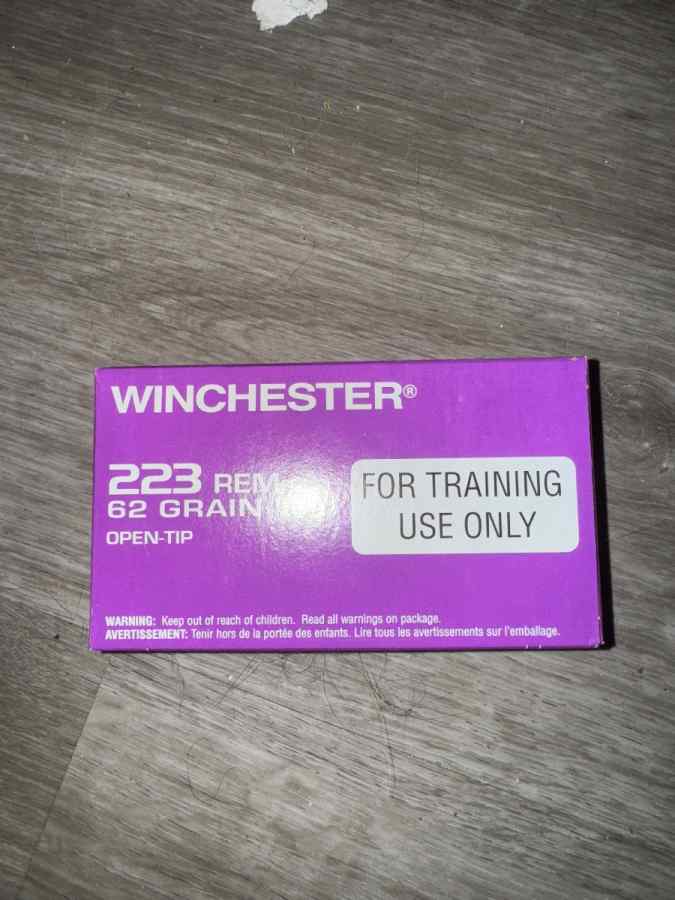 WINCHESTER®
223 REM
62 GRAIN
OPEN-TIP
FOR TRAINING
USE ONLY
WARNING: Keep out of reach of children. Read all warnings on package.
AVERTISSEMENT: Tenir hors de la portée des enfants. Lire tous les avertissements sur l'emballage.